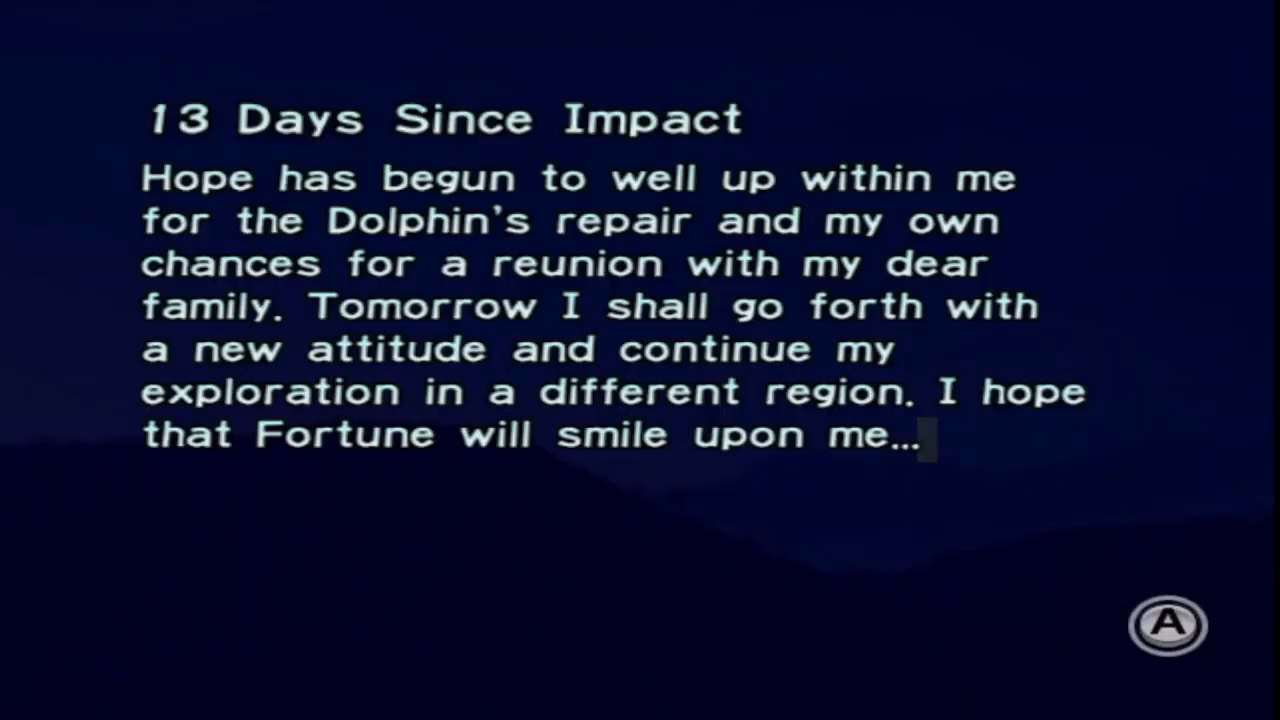 13 Days Since Impact
Hope has begun to well up within me
for the Dolphin's repair and my own
chances for a reunion with my dear
family. Tomorrow I shall go forth with
a new attitude and continue my
exploration in a different region. I hope
that Fortune will smile upon me...
A